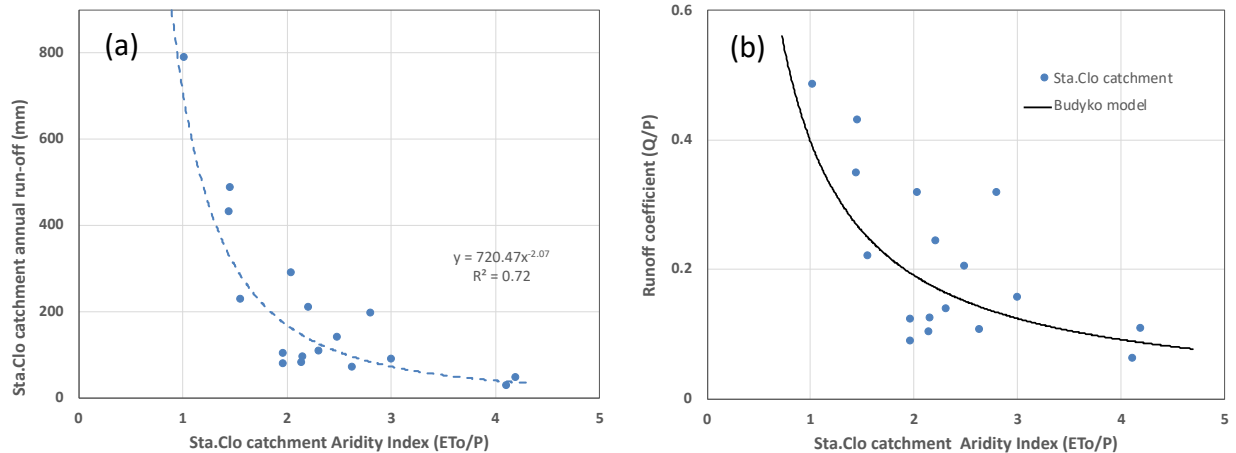 (a)
Sta.Clo catchment annual run-off (mm)
800
600
400
200
0
y = 720.47x^-2.07
R² = 0.72
0 1 2 3 4 5
Sta.Clo catchment Aridity Index (ETo/P)
(b)
Runoff coefficient (Q/P)
0.6
0.4
0.2
0
Sta.Clo catchment
Budyko model
0 1 2 3 4 5
Sta.Clo catchment Aridity Index (ETo/P)